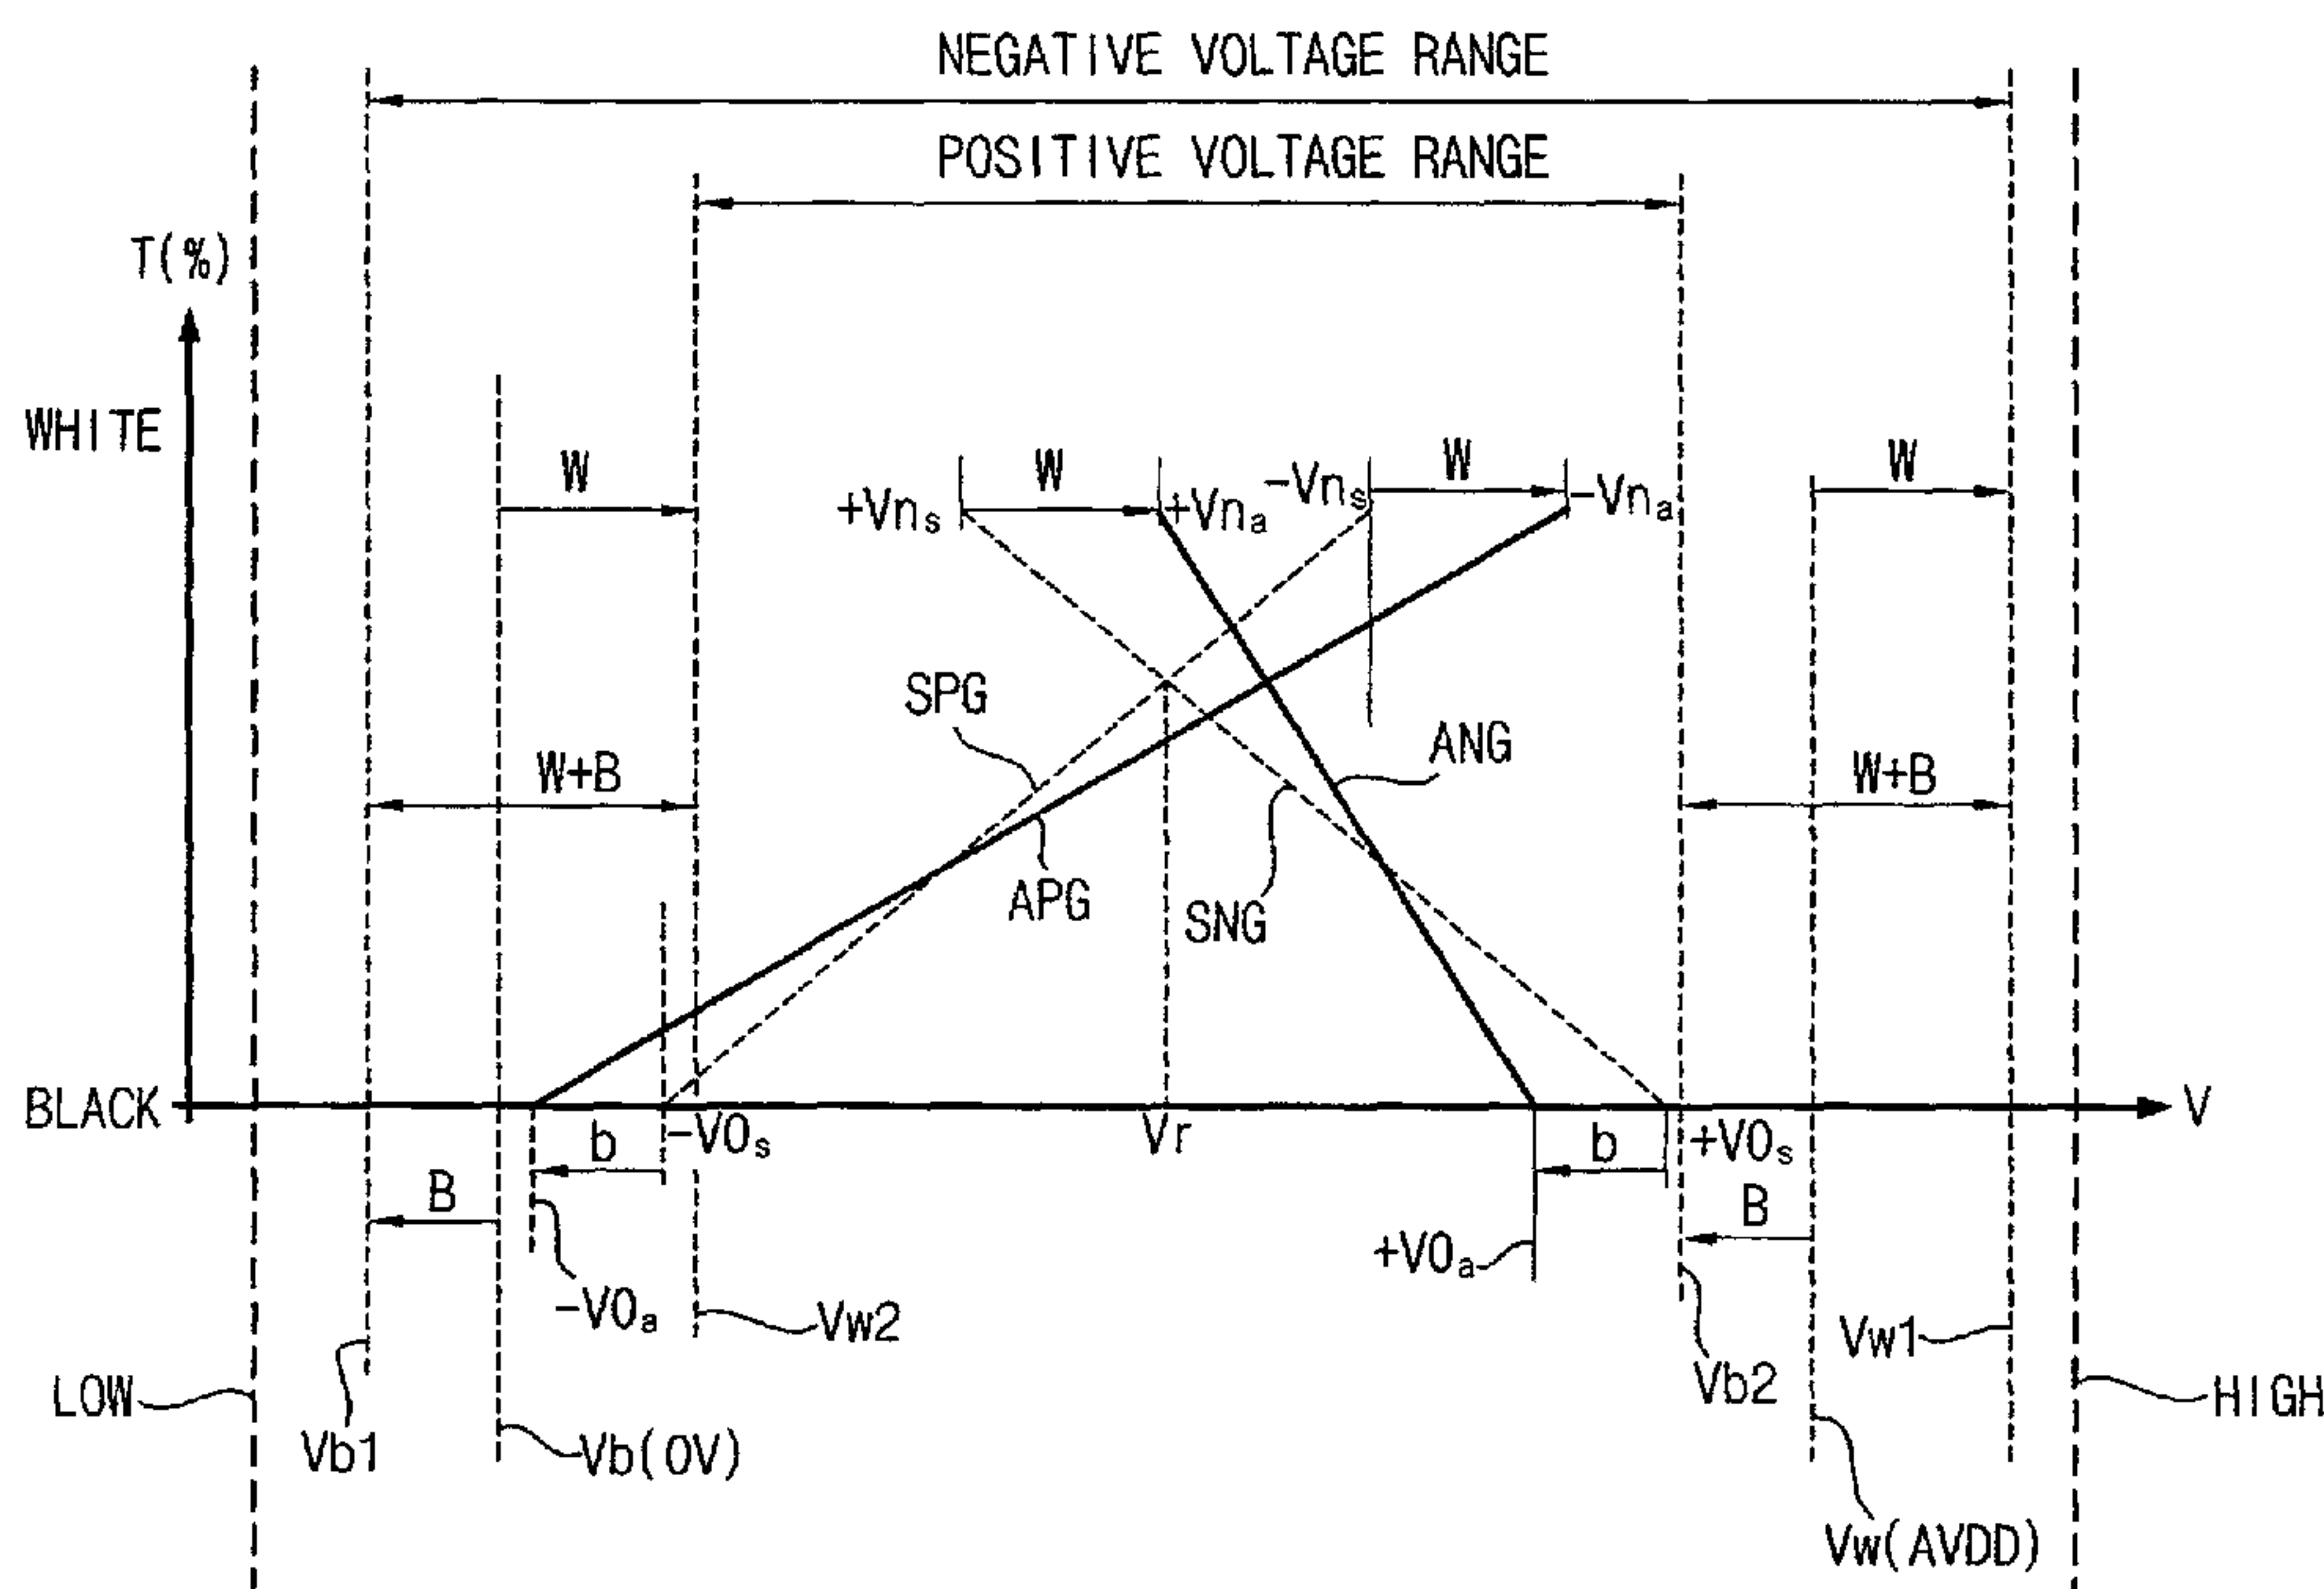 NEGATIVE VOLTAGE RANGE
POSITIVE VOLTAGE RANGE
T(%)
WHITE
W
+Vns
W
+Vna
-Vns
W
-Vna
W
SPG
ANG
W+B
W+B
APG
SNG
BLACK
b
-V0s
Vr
b
+V0s
V
B
B
+V0a
-V0a
Vw2
Vw1
Vb2
LOW
HIGH
Vb1
Vb(0V)
Vw(AVDD)